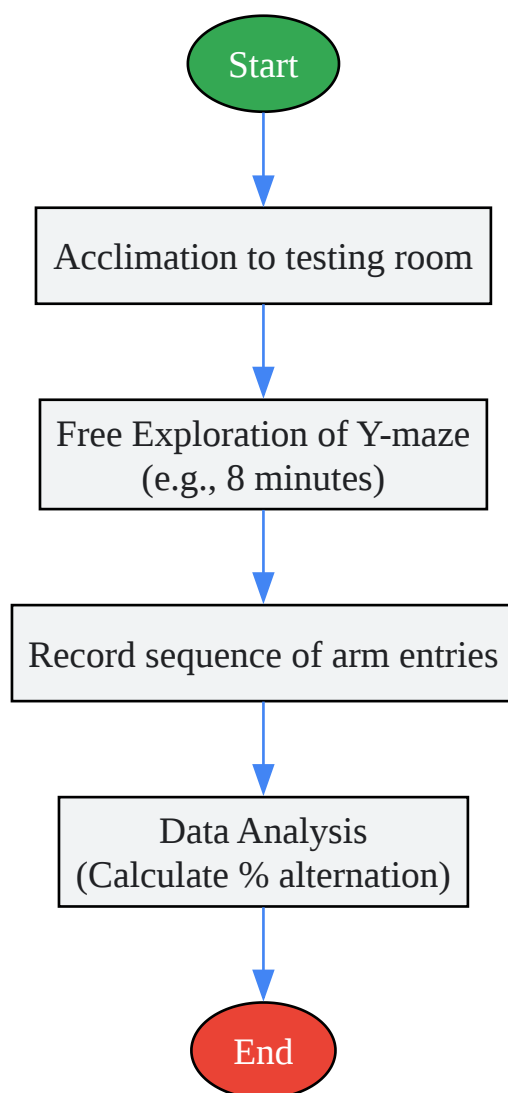 Start
Acclimation to testing room
Free Exploration of Y-maze
(e.g., 8 minutes)
Record sequence of arm entries
Data Analysis
(Calculate % alternation)
End